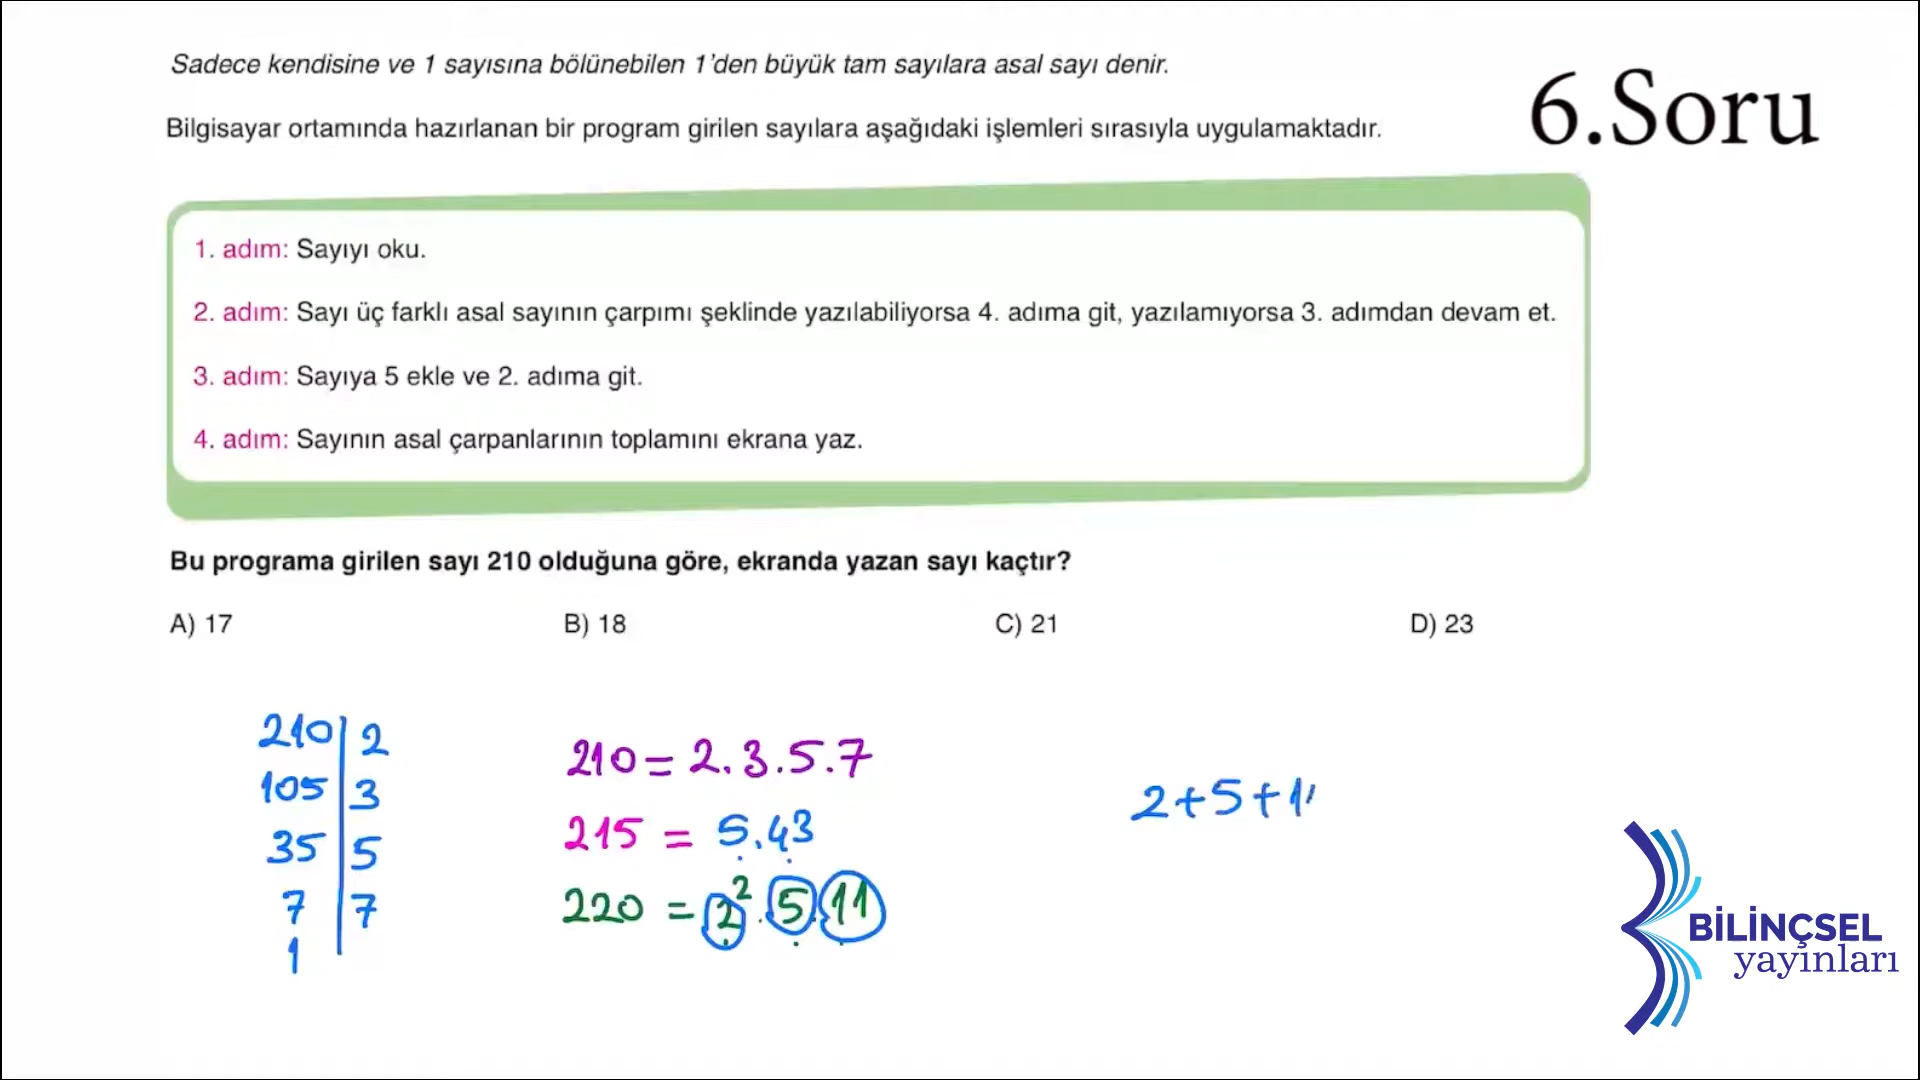 Sadece kendisine ve 1 sayısına bölünebilen 1'den büyük tam sayılara asal sayı denir.
6.Soru
Bilgisayar ortamında hazırlanan bir program girilen sayılara aşağıdaki işlemleri sırasıyla uygulamaktadır.
1. adım: Sayıyı oku.
2. adım: Sayı üç farklı asal sayının çarpımı şeklinde yazılabiliyorsa 4. adıma git, yazılamıyorsa 3. adımdan devam et.
3. adım: Sayıya 5 ekle ve 2. adıma git.
4. adım: Sayının asal çarpanlarının toplamını ekrana yaz.
Bu programa girilen sayı 210 olduğuna göre, ekranda yazan sayı kaçtır?
A) 17 B) 18 C) 21 D) 23
210 | 2
105 | 3
35 | 5
7 | 7
1
210 = 2.3.5.7
215 = 5.43
220 = 2².5.11
2+5+1
BİLİNÇSEL
yayınları